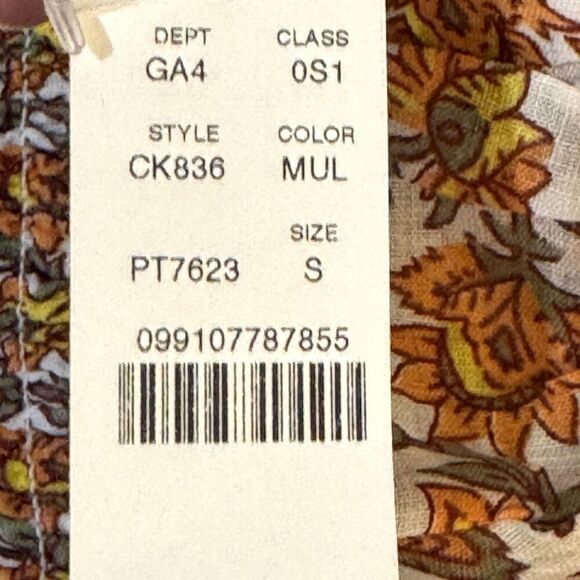 DEPT CLASS
GA4 0S1
STYLE COLOR
CK836 MUL
SIZE
PT7623 S
099107787855